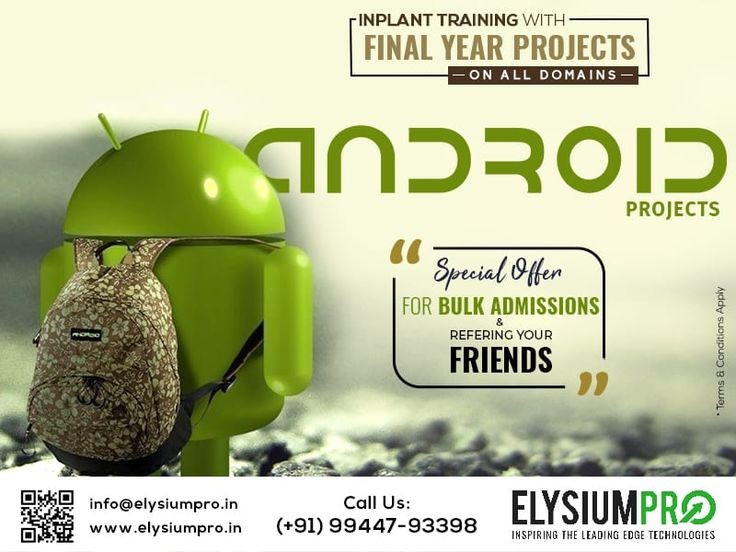 INPLANT TRAINING WITH
FINAL YEAR PROJECTS
ON ALL DOMAINS
ANDROID
PROJECTS
Special Offer
FOR BULK ADMISSIONS
&
REFERING YOUR
FRIENDS
* Terms & Conditions Apply
ANDROID
info@elysiumpro.in
www.elysiumpro.in
Call Us:
(+91) 99447-93398
ELYSIUMPRO
INSPIRING THE LEADING EDGE TECHNOLOGIES